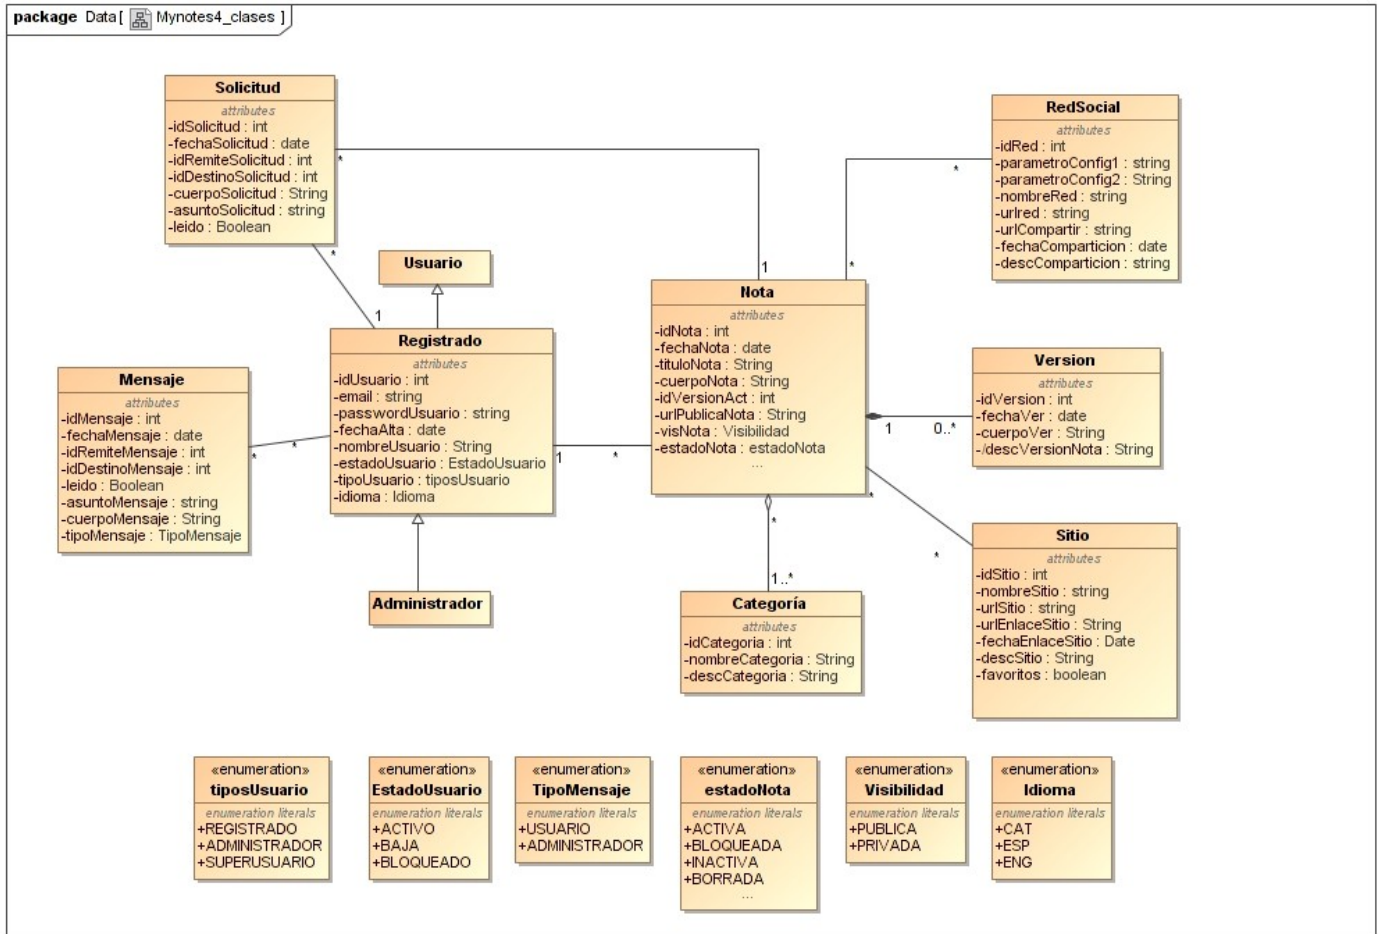 package Data[ Mynotes4_clases ]
Solicitud
attributes
-idSolicitud : int
-fechaSolicitud : date
-idRemiteSolicitud : int
-idDestinoSolicitud : int
-cuerpoSolicitud : String
-asuntoSolicitud : string
-leido : Boolean
*
*
1
1
Usuario
Registrado
attributes
-idUsuario : int
-email : string
-passwordUsuario : string
-fechaAlta : date
-nombreUsuario : String
-estadoUsuario : EstadoUsuario
-tipoUsuario : tiposUsuario
-idioma : Idioma
Mensaje
attributes
-idMensaje : int
-fechaMensaje : date
-idRemiteMensaje : int
-idDestinoMensaje : int
-leido : Boolean
-asuntoMensaje : string
-cuerpoMensaje : String
-tipoMensaje : TipoMensaje
*
*
1
*
Administrador
Nota
attributes
-idNota : int
-fechaNota : date
-tituloNota : String
-cuerpoNota : String
-idVersionAct : int
-urlPublicaNota : String
-visNota : Visibilidad
-estadoNota : estadoNota
...
*
*
RedSocial
attributes
-idRed : int
-parametroConfig1 : string
-parametroConfig2 : String
-nombreRed : string
-urlred : string
-urlCompartir : string
-fechaComparticion : date
-descComparticion : string
1
0..*
Version
attributes
-idVersion : int
-fechaVer : date
-cuerpoVer : String
-/descVersionNota : String
*
*
Sitio
attributes
-idSitio : int
-nombreSitio : string
-urlSitio : string
-urlEnlaceSitio : String
-fechaEnlaceSitio : Date
-descSitio : String
-favoritos : boolean
*
1..*
Categoría
attributes
-idCategoria : int
-nombreCategoria : String
-descCategoria : String
«enumeration»
tiposUsuario
enumeration literals
+REGISTRADO
+ADMINISTRADOR
+SUPERUSUARIO
«enumeration»
EstadoUsuario
enumeration literals
+ACTIVO
+BAJA
+BLOQUEADO
«enumeration»
TipoMensaje
enumeration literals
+USUARIO
+ADMINISTRADOR
«enumeration»
estadoNota
enumeration literals
+ACTIVA
+BLOQUEADA
+INACTIVA
+BORRADA
...
«enumeration»
Visibilidad
enumeration literals
+PUBLICA
+PRIVADA
«enumeration»
Idioma
enumeration literals
+CAT
+ESP
+ENG